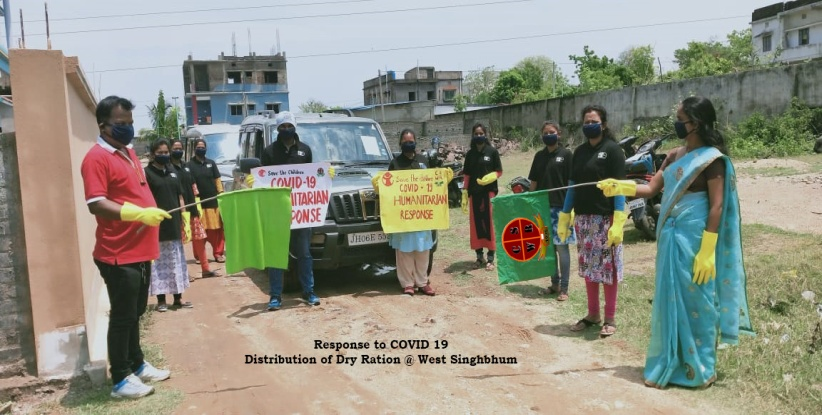 Save the Children
COVID-19
HUMANITARIAN
RESPONSE
Save the Children
COVID - 19
HUMANITARIAN
RESPONSE
Response to COVID 19
Distribution of Dry Ration @ West Singhbhum